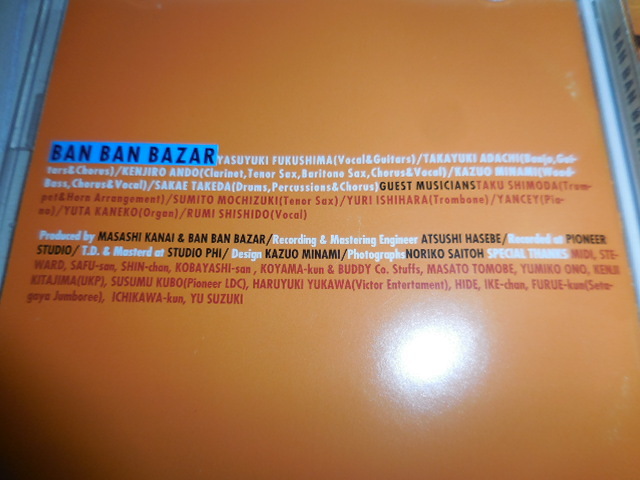 BAN BAN BAZAR YASUYUKI FUKUSHIMA(Vocal&Guitars)/TAKAYUKI ADACHI(Banjo,Gui-
tars&Chorus)/KENJIRO ANDO(Clarinet,Tenor Sax,Baritone Sax,Chorus&Vocal)/KAZUO MINAMI(Wood-
Bass,Chorus&Vocal)/SAKAE TAKEDA(Drums,Percussions&Chorus)GUEST MUSICIANS TAKU SHIMODA(Trum-
pet&Horn Arrangement)/SUMITO MOCHIZUKI(Tenor Sax)/YURI ISHIHARA(Trombone)/YANCEY(Pia-
no)/YUTA KANEKO(Organ)/RUMI SHISHIDO(Vocal)
Produced by MASASHI KANAI & BAN BAN BAZAR/Recording & Mastering Engineer ATSUSHI HASEBE/Recorded at PIONEER
STUDIO/T.D. & Masterd at STUDIO PHI/Design KAZUO MINAMI/Photographs NORIKO SAITOH SPECIAL THANKS MIDI, STE-
WARD, SAFU-san, SHIN-chan, KOBAYASHI-san, KOYAMA-kun & BUDDY Co. Stuffs, MASATO TOMOBE, YUMIKO ONO, KENJI
KITAJIMA(UKP), SUSUMU KUBO(Pioneer LDC), HARUYUKI YUKAWA(Victor Entertament), HIDE, IKE-chan, FURUE-kun(Seta-
gaya Jumboree), ICHIKAWA-kun, YU SUZUKI
BAN BAN BAZAR